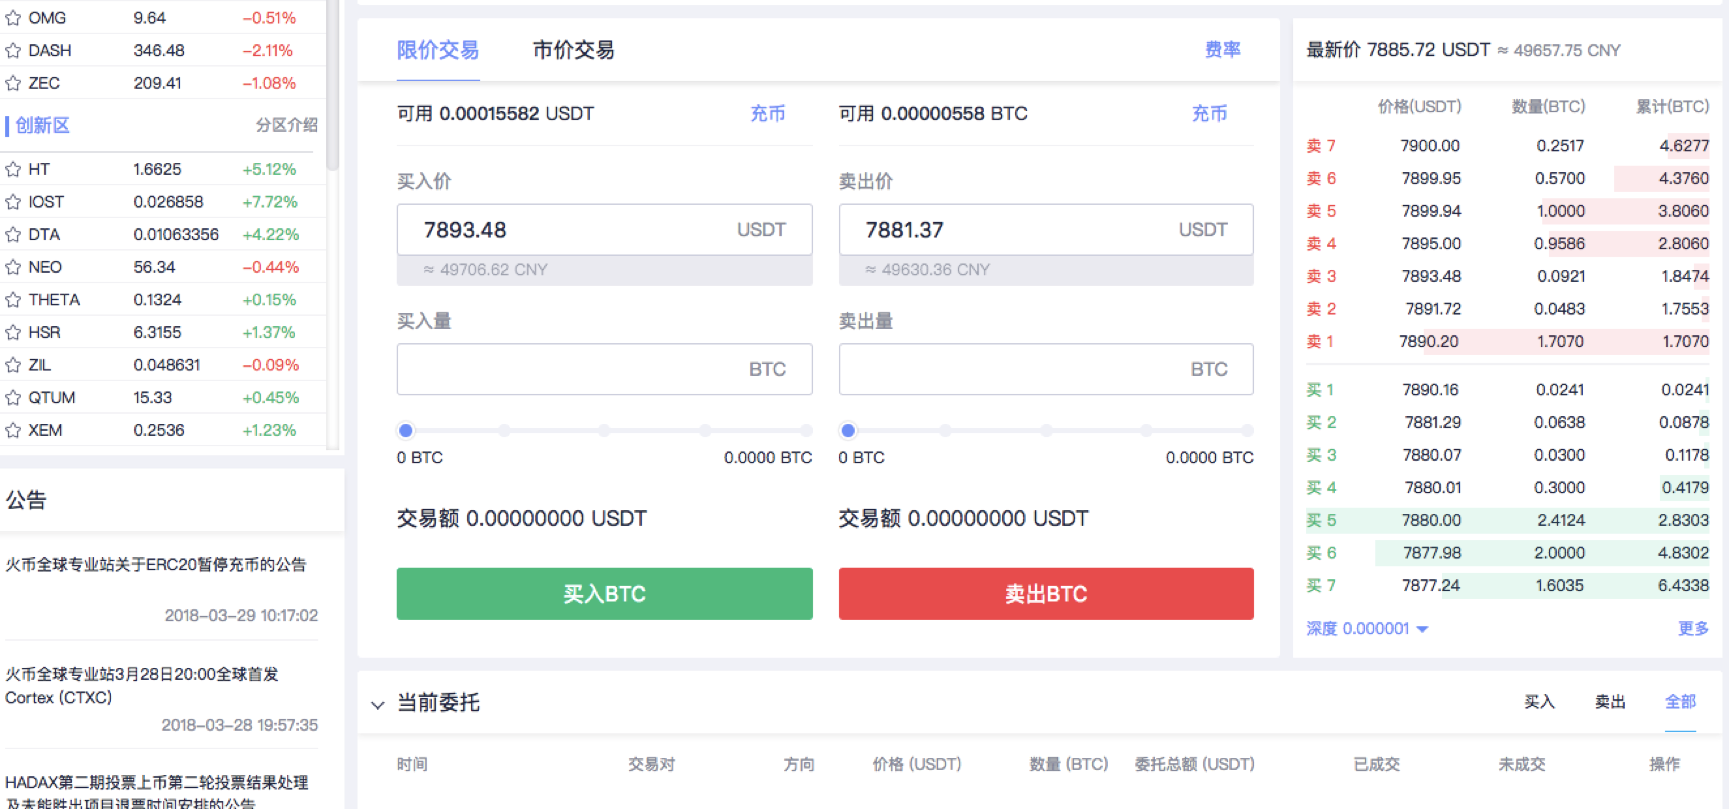 OMG 9.64 -0.51%
DASH 346.48 -2.11%
ZEC 209.41 -1.08%
创新区 分区介绍
HT 1.6625 +5.12%
IOST 0.026858 +7.72%
DTA 0.01063356 +4.22%
NEO 56.34 -0.44%
THETA 0.1324 +0.15%
HSR 6.3155 +1.37%
ZIL 0.048631 -0.09%
QTUM 15.33 +0.45%
XEM 0.2536 +1.23%
公告
火币全球专业站关于ERC20暂停充币的公告
2018-03-29 10:17:02
火币全球专业站3月28日20:00全球首发
Cortex (CTXC)
2018-03-28 19:57:35
HADAX第二期投票上币第二轮投票结果处理
及未能胜出项目退票时间安排的公告
限价交易 市价交易 费率
可用 0.00015582 USDT 充币
买入价
7893.48 USDT
≈ 49706.62 CNY
买入量
BTC
0 BTC 0.0000 BTC
交易额 0.00000000 USDT
买入BTC
可用 0.00000558 BTC 充币
卖出价
7881.37 USDT
≈ 49630.36 CNY
卖出量
BTC
0 BTC 0.0000 BTC
交易额 0.00000000 USDT
卖出BTC
最新价 7885.72 USDT ≈ 49657.75 CNY
价格(USDT) 数量(BTC) 累计(BTC)
卖 7 7900.00 0.2517 4.6277
卖 6 7899.95 0.5700 4.3760
卖 5 7899.94 1.0000 3.8060
卖 4 7895.00 0.9586 2.8060
卖 3 7893.48 0.0921 1.8474
卖 2 7891.72 0.0483 1.7553
卖 1 7890.20 1.7070 1.7070
买 1 7890.16 0.0241 0.0241
买 2 7881.29 0.0638 0.0878
买 3 7880.07 0.0300 0.1178
买 4 7880.01 0.3000 0.4179
买 5 7880.00 2.4124 2.8303
买 6 7877.98 2.0000 4.8302
买 7 7877.24 1.6035 6.4338
深度 0.000001 更多
当前委托 买入 卖出 全部
时间 交易对 方向 价格 (USDT) 数量 (BTC) 委托总额 (USDT) 已成交 未成交 操作